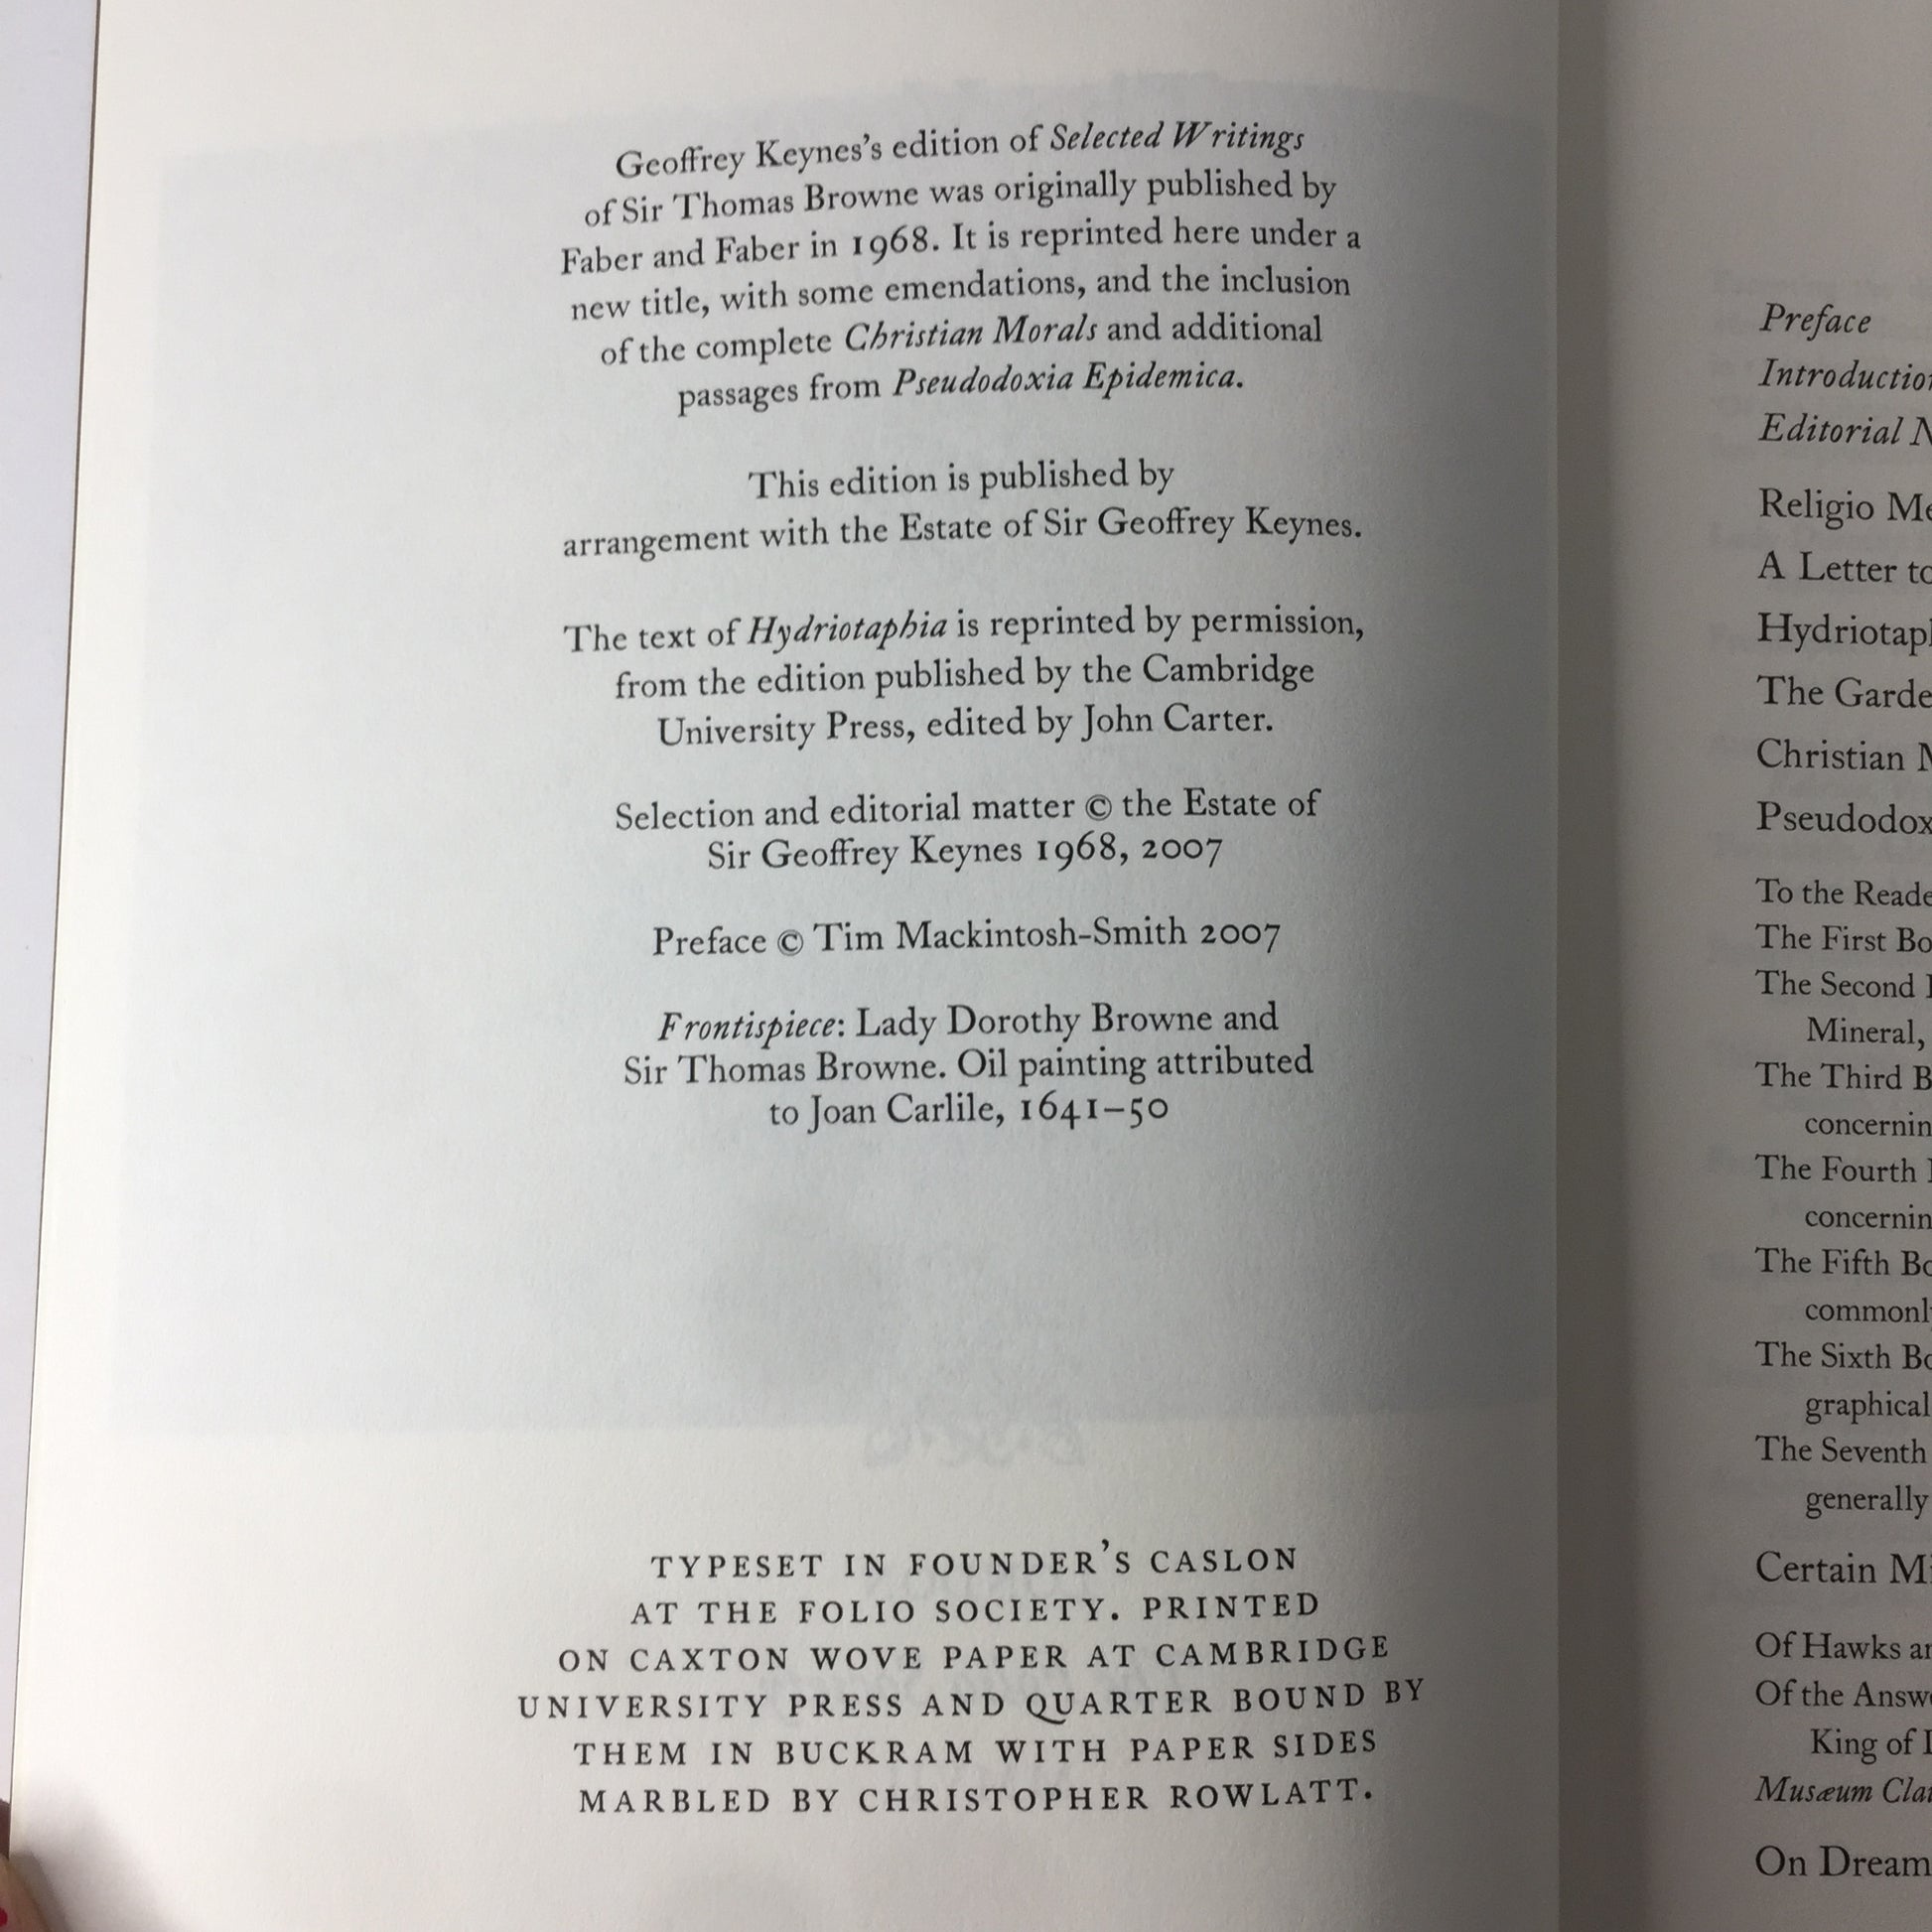 Geoffrey Keynes's edition of Selected Writings
of Sir Thomas Browne was originally published by
Faber and Faber in 1968. It is reprinted here under a
new title, with some emendations, and the inclusion
of the complete Christian Morals and additional
passages from Pseudodoxia Epidemica.
This edition is published by
arrangement with the Estate of Sir Geoffrey Keynes.
The text of Hydriotaphia is reprinted by permission,
from the edition published by the Cambridge
University Press, edited by John Carter.
Selection and editorial matter © the Estate of
Sir Geoffrey Keynes 1968, 2007
Preface © Tim Mackintosh-Smith 2007
Frontispiece: Lady Dorothy Browne and
Sir Thomas Browne. Oil painting attributed
to Joan Carlile, 1641–50
TYPESET IN FOUNDER'S CASLON
AT THE FOLIO SOCIETY. PRINTED
ON CAXTON WOVE PAPER AT CAMBRIDGE
UNIVERSITY PRESS AND QUARTER BOUND BY
THEM IN BUCKRAM WITH PAPER SIDES
MARBLED BY CHRISTOPHER ROWLATT.
Preface
Introduction
Editorial
Religio
A Letter
Hydriotaph
The Garde
Christian
Pseudodox
To the Reade
The First Bo
The Second
Mineral,
The Third B
concernin
The Fourth
concernin
The Fifth Bo
commonly
The Sixth Bo
graphical
The Seventh
generally
Certain Mi
Of Hawks
Of the Answ
King of
Musæum Cla
On Dream